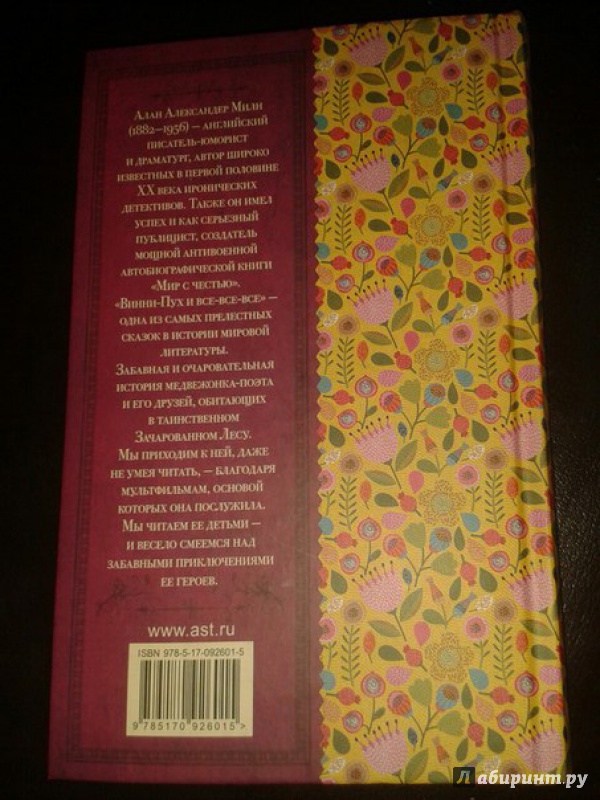 Алан Александер Милн
(1882–1956) — английский
писатель-юморист
и драматург, автор широко
известных в первой половине
XX века иронических
детективов. Также он имел
успех и как серьезный
публицист, создатель
мощной антивоенной
автобиографической книги
«Мир с честью».
«Винни-Пух и все-все-все» —
одна из самых прелестных
сказок в истории мировой
литературы.
Забавная и очаровательная
история медвежонка-поэта
и его друзей, обитающих
в таинственном
Зачарованном Лесу.
Мы приходим к ней, даже
не умея читать, — благодаря
мультфильмам, основой
которых она послужила.
Мы читаем ее детьми —
и весело смеемся над
забавными приключениями
ее героев.
www.ast.ru
ISBN 978-5-17-092601-5
9 785170 926015 >
Лабиринт.ру